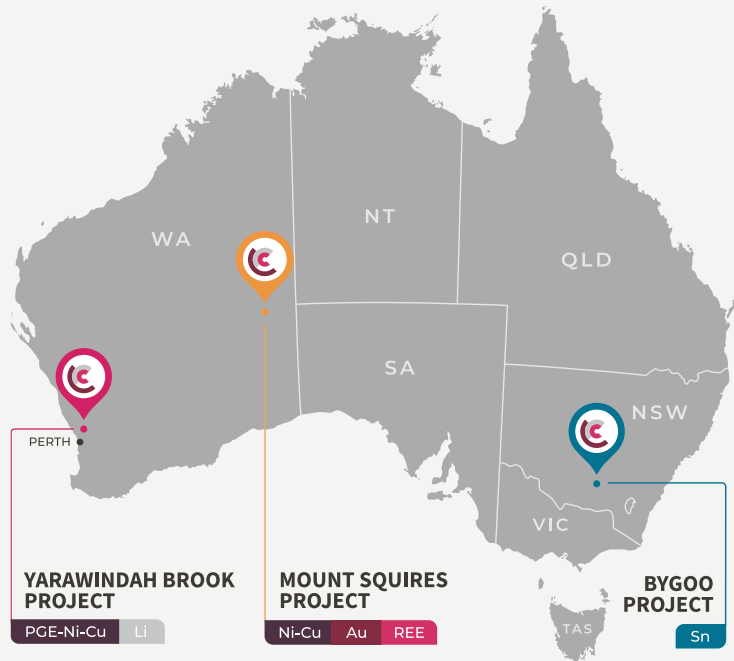 WA
NT
QLD
SA
NSW
PERTH
VIC
TAS
YARAWINDAH BROOK
PROJECT
PGE-Ni-Cu Li
MOUNT SQUIRES
PROJECT
Ni-Cu Au REE
BYGOO
PROJECT
Sn